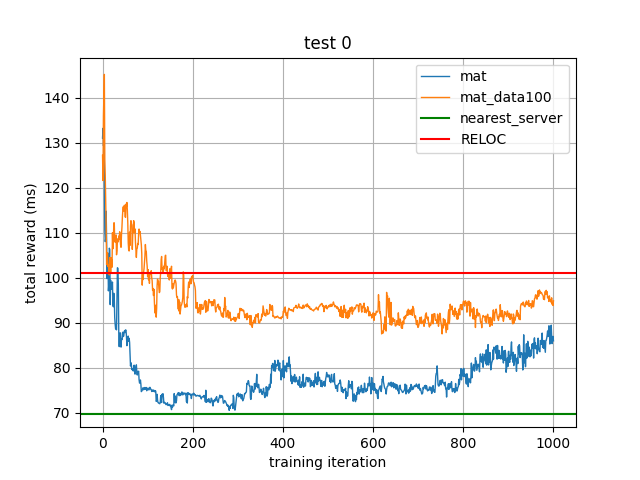 test 0
total reward (ms)
140
130
120
110
100
90
80
70
mat
mat_data100
nearest_server
RELOC
0
200
400
600
800
1000
training iteration